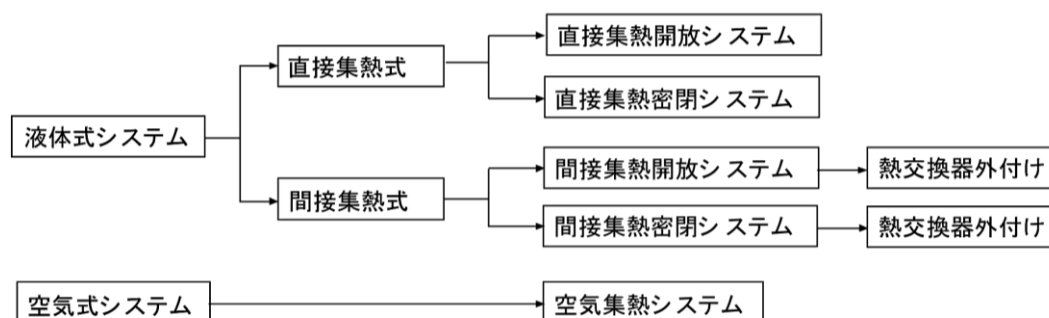 直接集熱開放システム
直接集熱式
直接集熱密閉システム
液体式システム
間接集熱開放システム
熱交換器外付け
間接集熱式
間接集熱密閉システム
熱交換器外付け
空気式システム
空気集熱システム